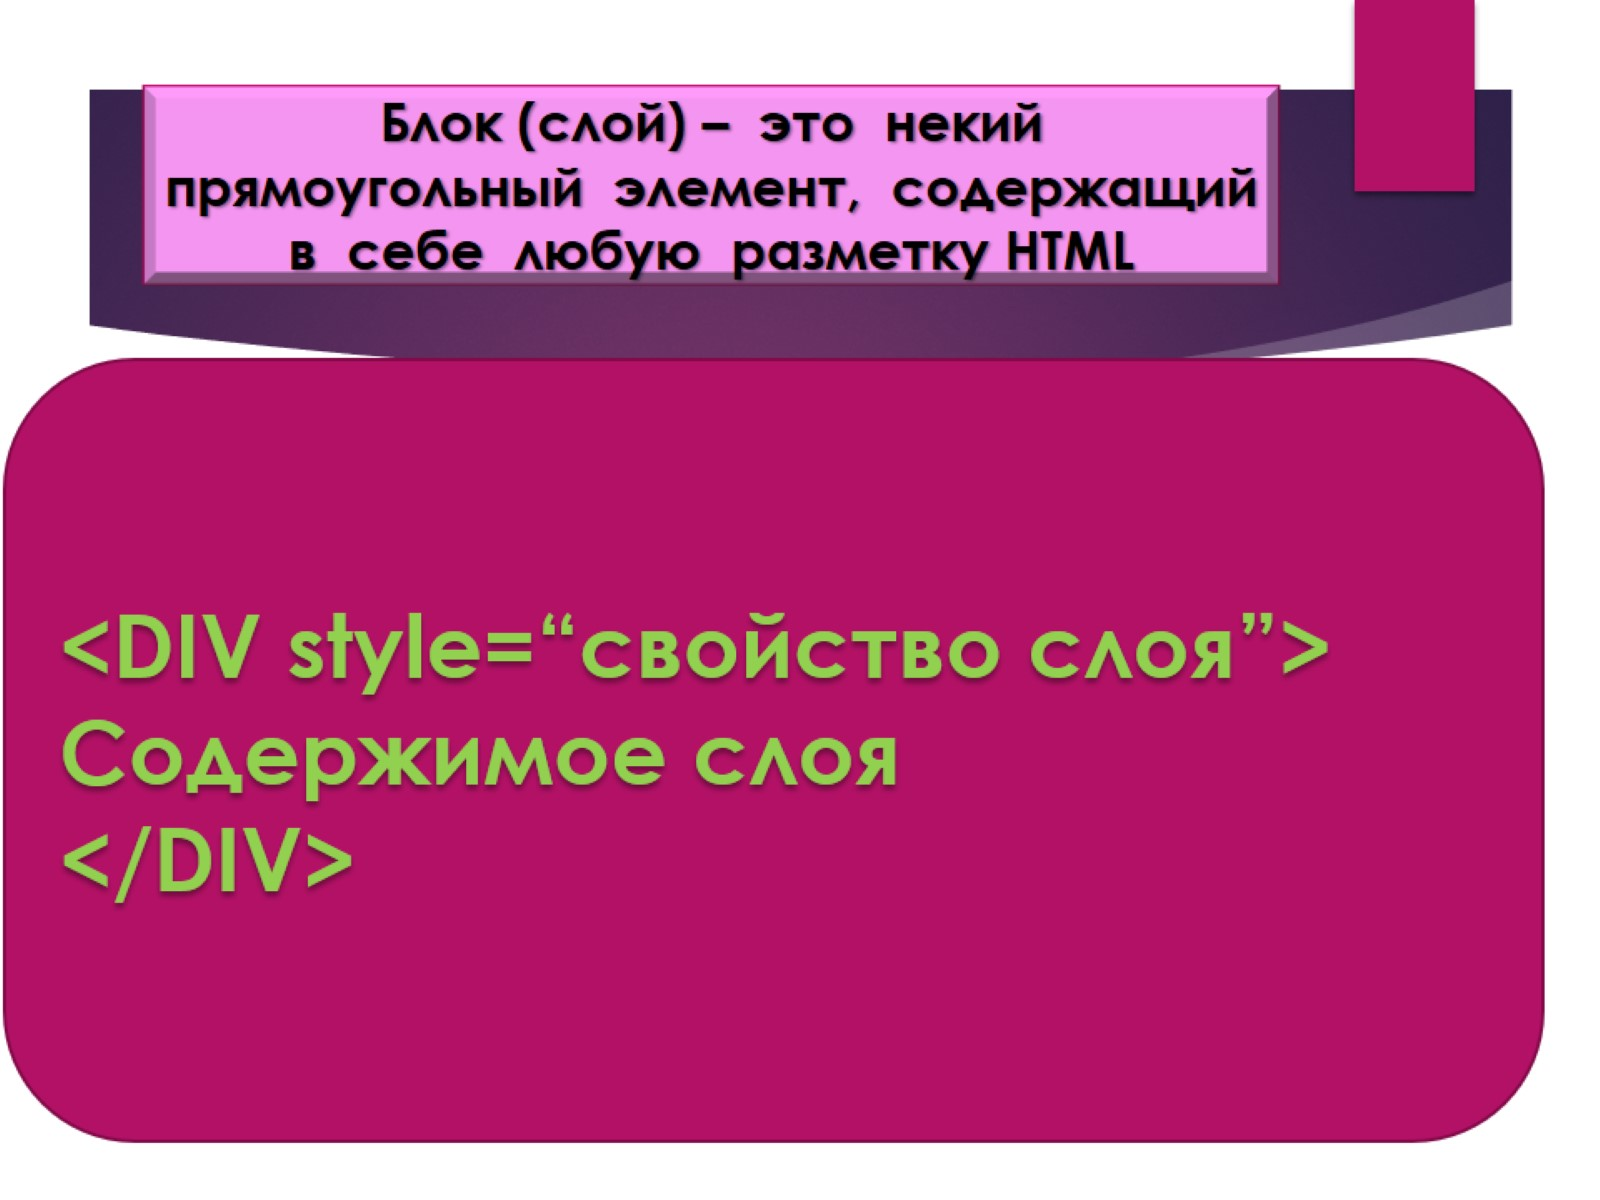 Блок (слой) – это некий
прямоугольный элемент, содержащий
в себе любую разметку HTML
<DIV style=“свойство слоя”>
Содержимое слоя
</DIV>